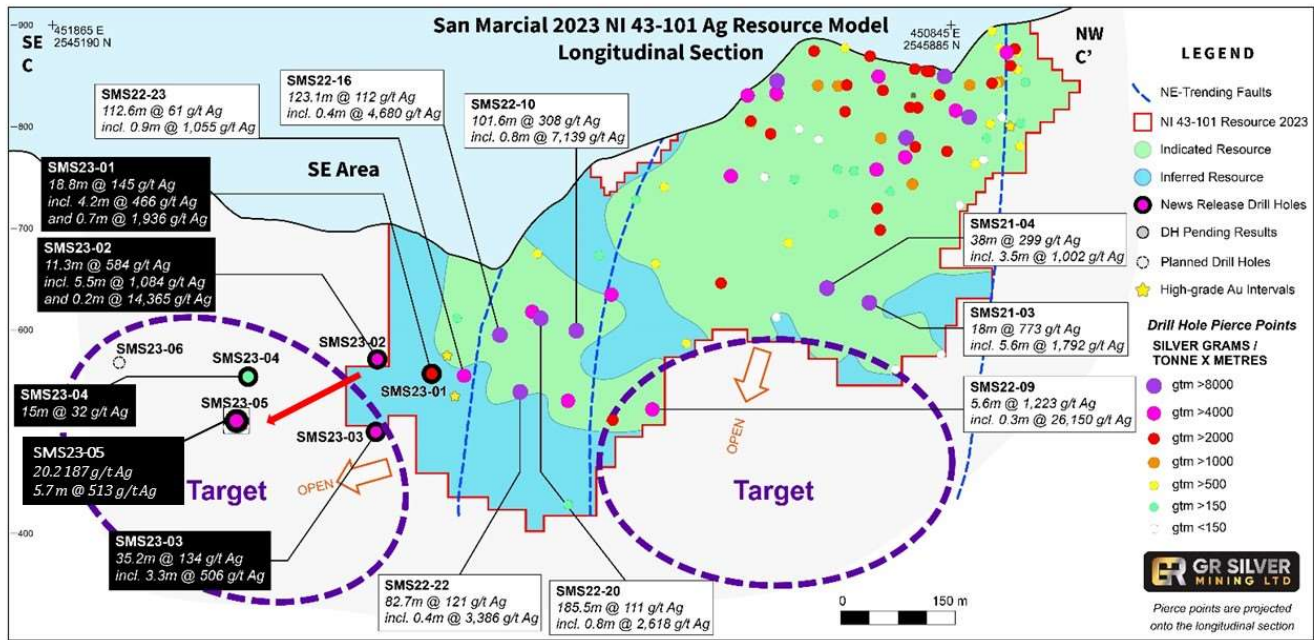 San Marcial 2023 NI 43-101 Ag Resource Model
Longitudinal Section
900
451865 E
2545190 N
SE
C
450845 E
2545885 N
NW
C'
800
700
600
400
SE Area
SMS22-23
112.6m @ 61 g/t Ag
incl. 0.9m @ 1,055 g/t Ag
SMS22-16
123.1m @ 112 g/t Ag
incl. 0.4m @ 4,680 g/t Ag
SMS22-10
101.6m @ 308 g/t Ag
incl. 0.8m @ 7,139 g/t Ag
SMS23-01
18.8m @ 145 g/t Ag
incl. 4.2m @ 466 g/t Ag
and 0.7m @ 1,936 g/t Ag
SMS23-02
11.3m @ 584 g/t Ag
incl. 5.5m @ 1,084 g/t Ag
and 0.2m @ 14,365 g/t Ag
SMS21-04
38m @ 299 g/t Ag
incl. 3.5m @ 1,002 g/t Ag
SMS21-03
18m @ 773 g/t Ag
incl. 5.6m @ 1,792 g/t Ag
SMS22-09
5.6m @ 1,223 g/t Ag
incl. 0.3m @ 26,150 g/t Ag
SMS23-06
SMS23-04
SMS23-02
SMS23-01
SMS23-05
SMS23-03
SMS23-04
15m @ 32 g/t Ag
SMS23-05
20.2 187 g/t Ag
5.7 m @ 513 g/t Ag
Target
OPEN
OPEN
Target
SMS23-03
35.2m @ 134 g/t Ag
incl. 3.3m @ 506 g/t Ag
SMS22-22
82.7m @ 121 g/t Ag
incl. 0.4m @ 3,386 g/t Ag
SMS22-20
185.5m @ 111 g/t Ag
incl. 0.8m @ 2,618 g/t Ag
0 150 m
LEGEND
NE-Trending Faults
NI 43-101 Resource 2023
Indicated Resource
Inferred Resource
News Release Drill Holes
DH Pending Results
Planned Drill Holes
High-grade Au Intervals
Drill Hole Pierce Points
SILVER GRAMS /
TONNE X METRES
gtm >8000
gtm >4000
gtm >2000
gtm >1000
gtm >500
gtm >150
gtm <150
GR SILVER
MINING LTD
Pierce points are projected
onto the longitudinal section